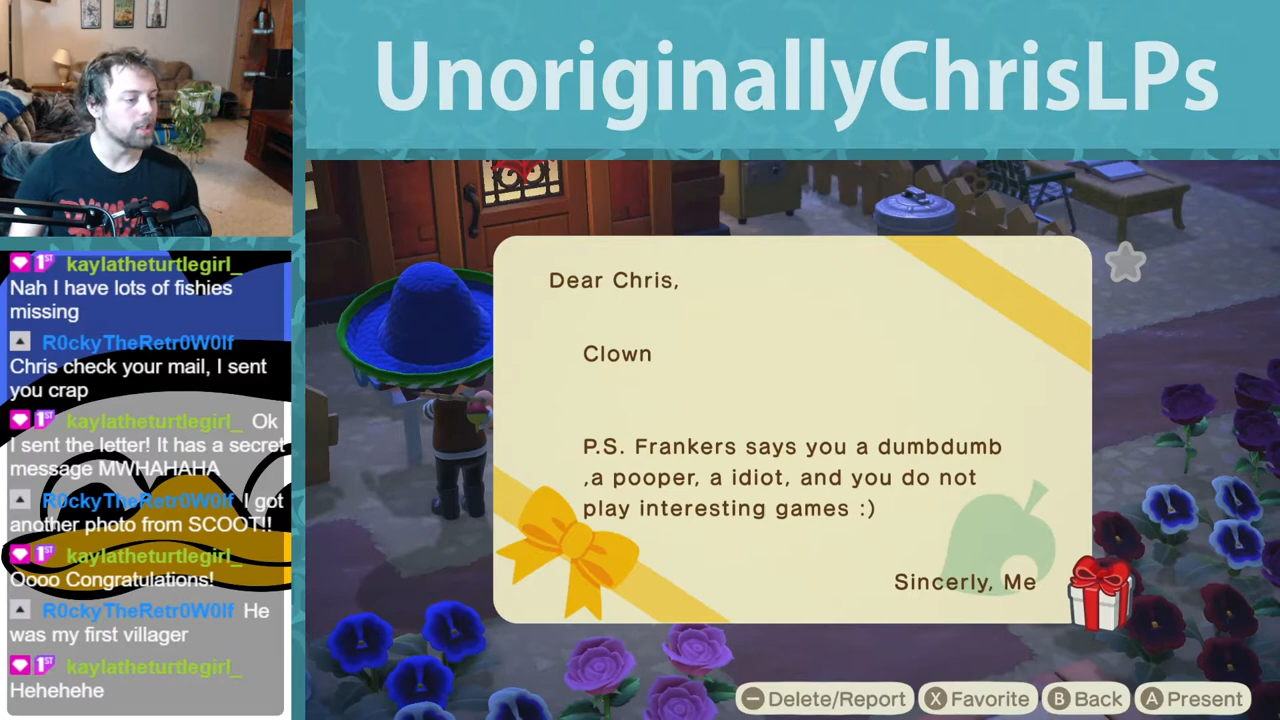 UnoriginallyChrisLPs
kaylatheturtlegirl_
Nah I have lots of fishies
missing
R0ckyTheRetr0W0lf
Chris check your mail, I sent
you crap
kaylatheturtlegirl_ Ok
I sent the letter! It has a secret
message MWHAHAHA
R0ckyTheRetr0W0lf I got
another photo from SCOOT!!
kaylatheturtlegirl_
Oooo Congratulations!
R0ckyTheRetr0W0lf He
was my first villager
kaylatheturtlegirl_
Hehehehe
Dear Chris,
Clown
P.S. Frankers says you a dumbdumb
,a pooper, a idiot, and you do not
play interesting games :)
Sincerly, Me
Delete/Report X Favorite B Back A Present